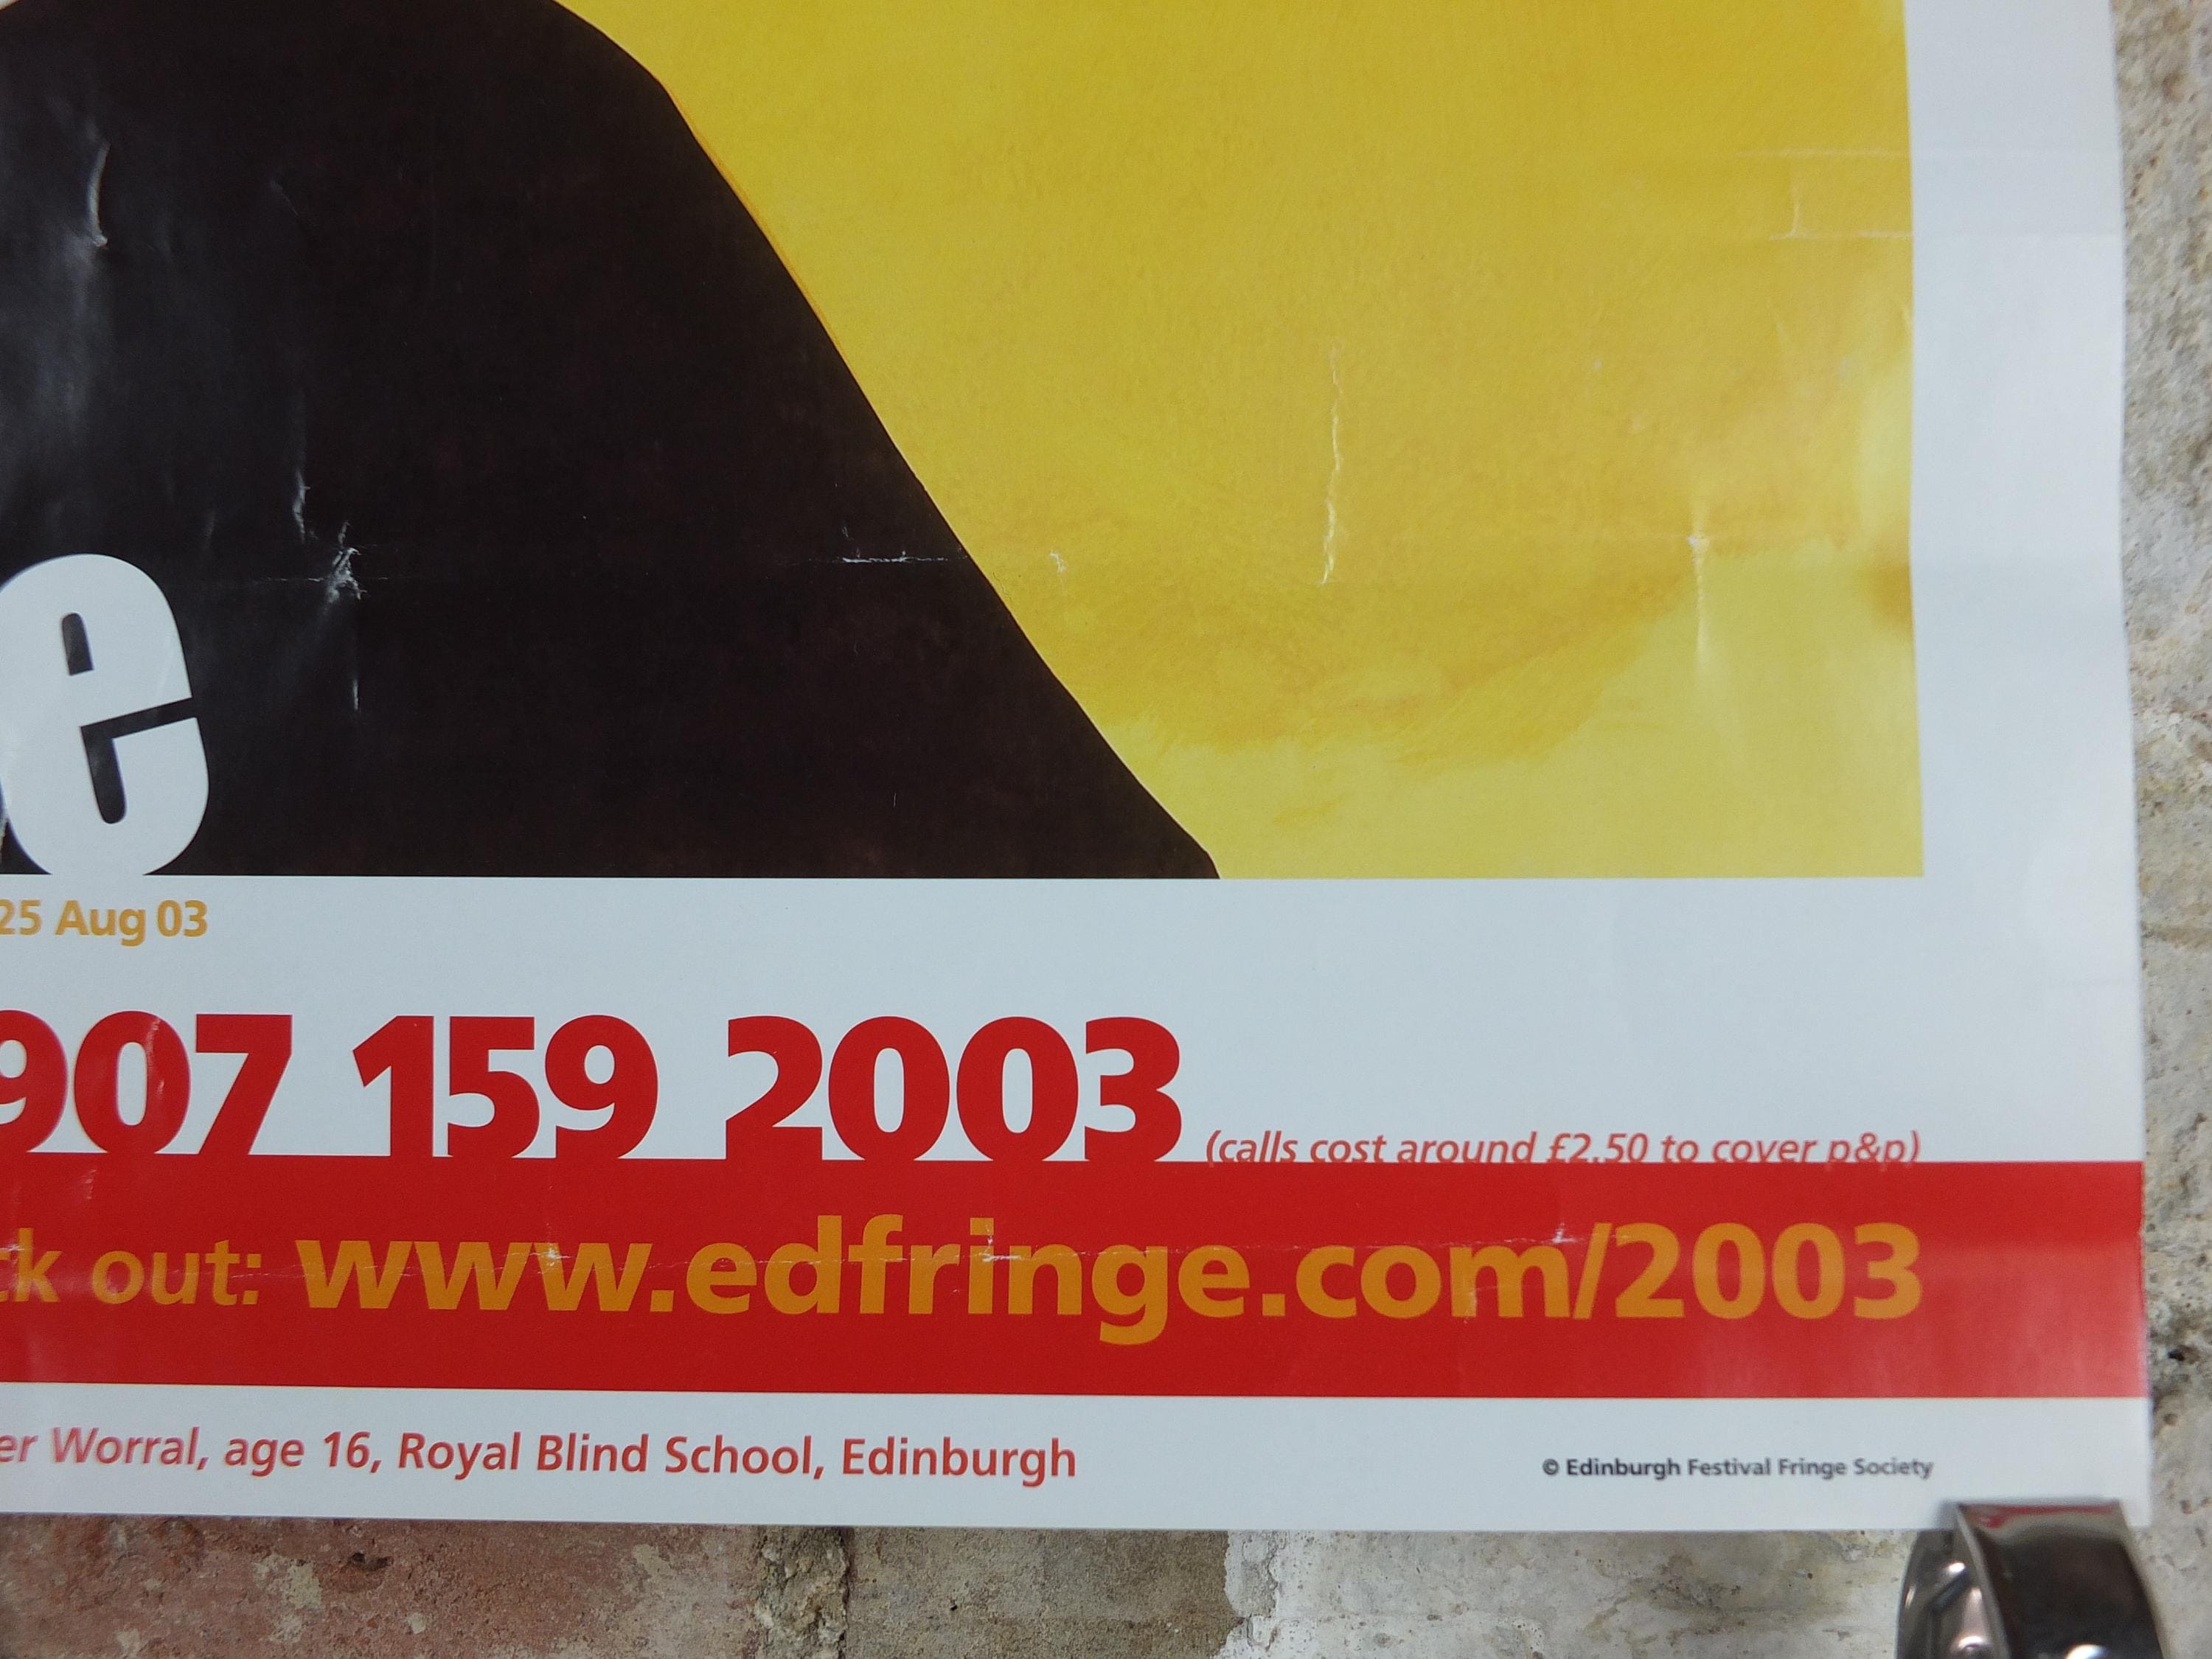 e
25 Aug 03
907 159 2003 (calls cost around £2.50 to cover p&p)
ck out: www.edfringe.com/2003
er Worral, age 16, Royal Blind School, Edinburgh
© Edinburgh Festival Fringe Society